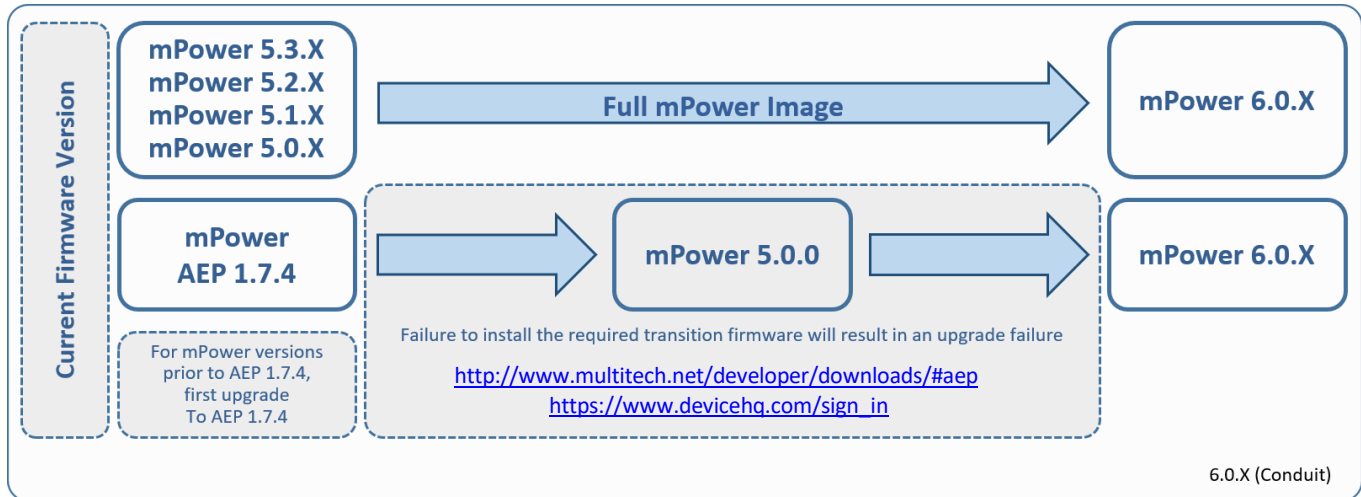 Current Firmware Version
mPower 5.3.X
mPower 5.2.X
mPower 5.1.X
mPower 5.0.X
Full mPower Image
mPower 6.0.X
mPower
AEP 1.7.4
mPower 5.0.0
mPower 6.0.X
For mPower versions
prior to AEP 1.7.4,
first upgrade
To AEP 1.7.4
Failure to install the required transition firmware will result in an upgrade failure
http://www.multitech.net/developer/downloads/#aep
https://www.devicehq.com/sign_in
6.0.X (Conduit)